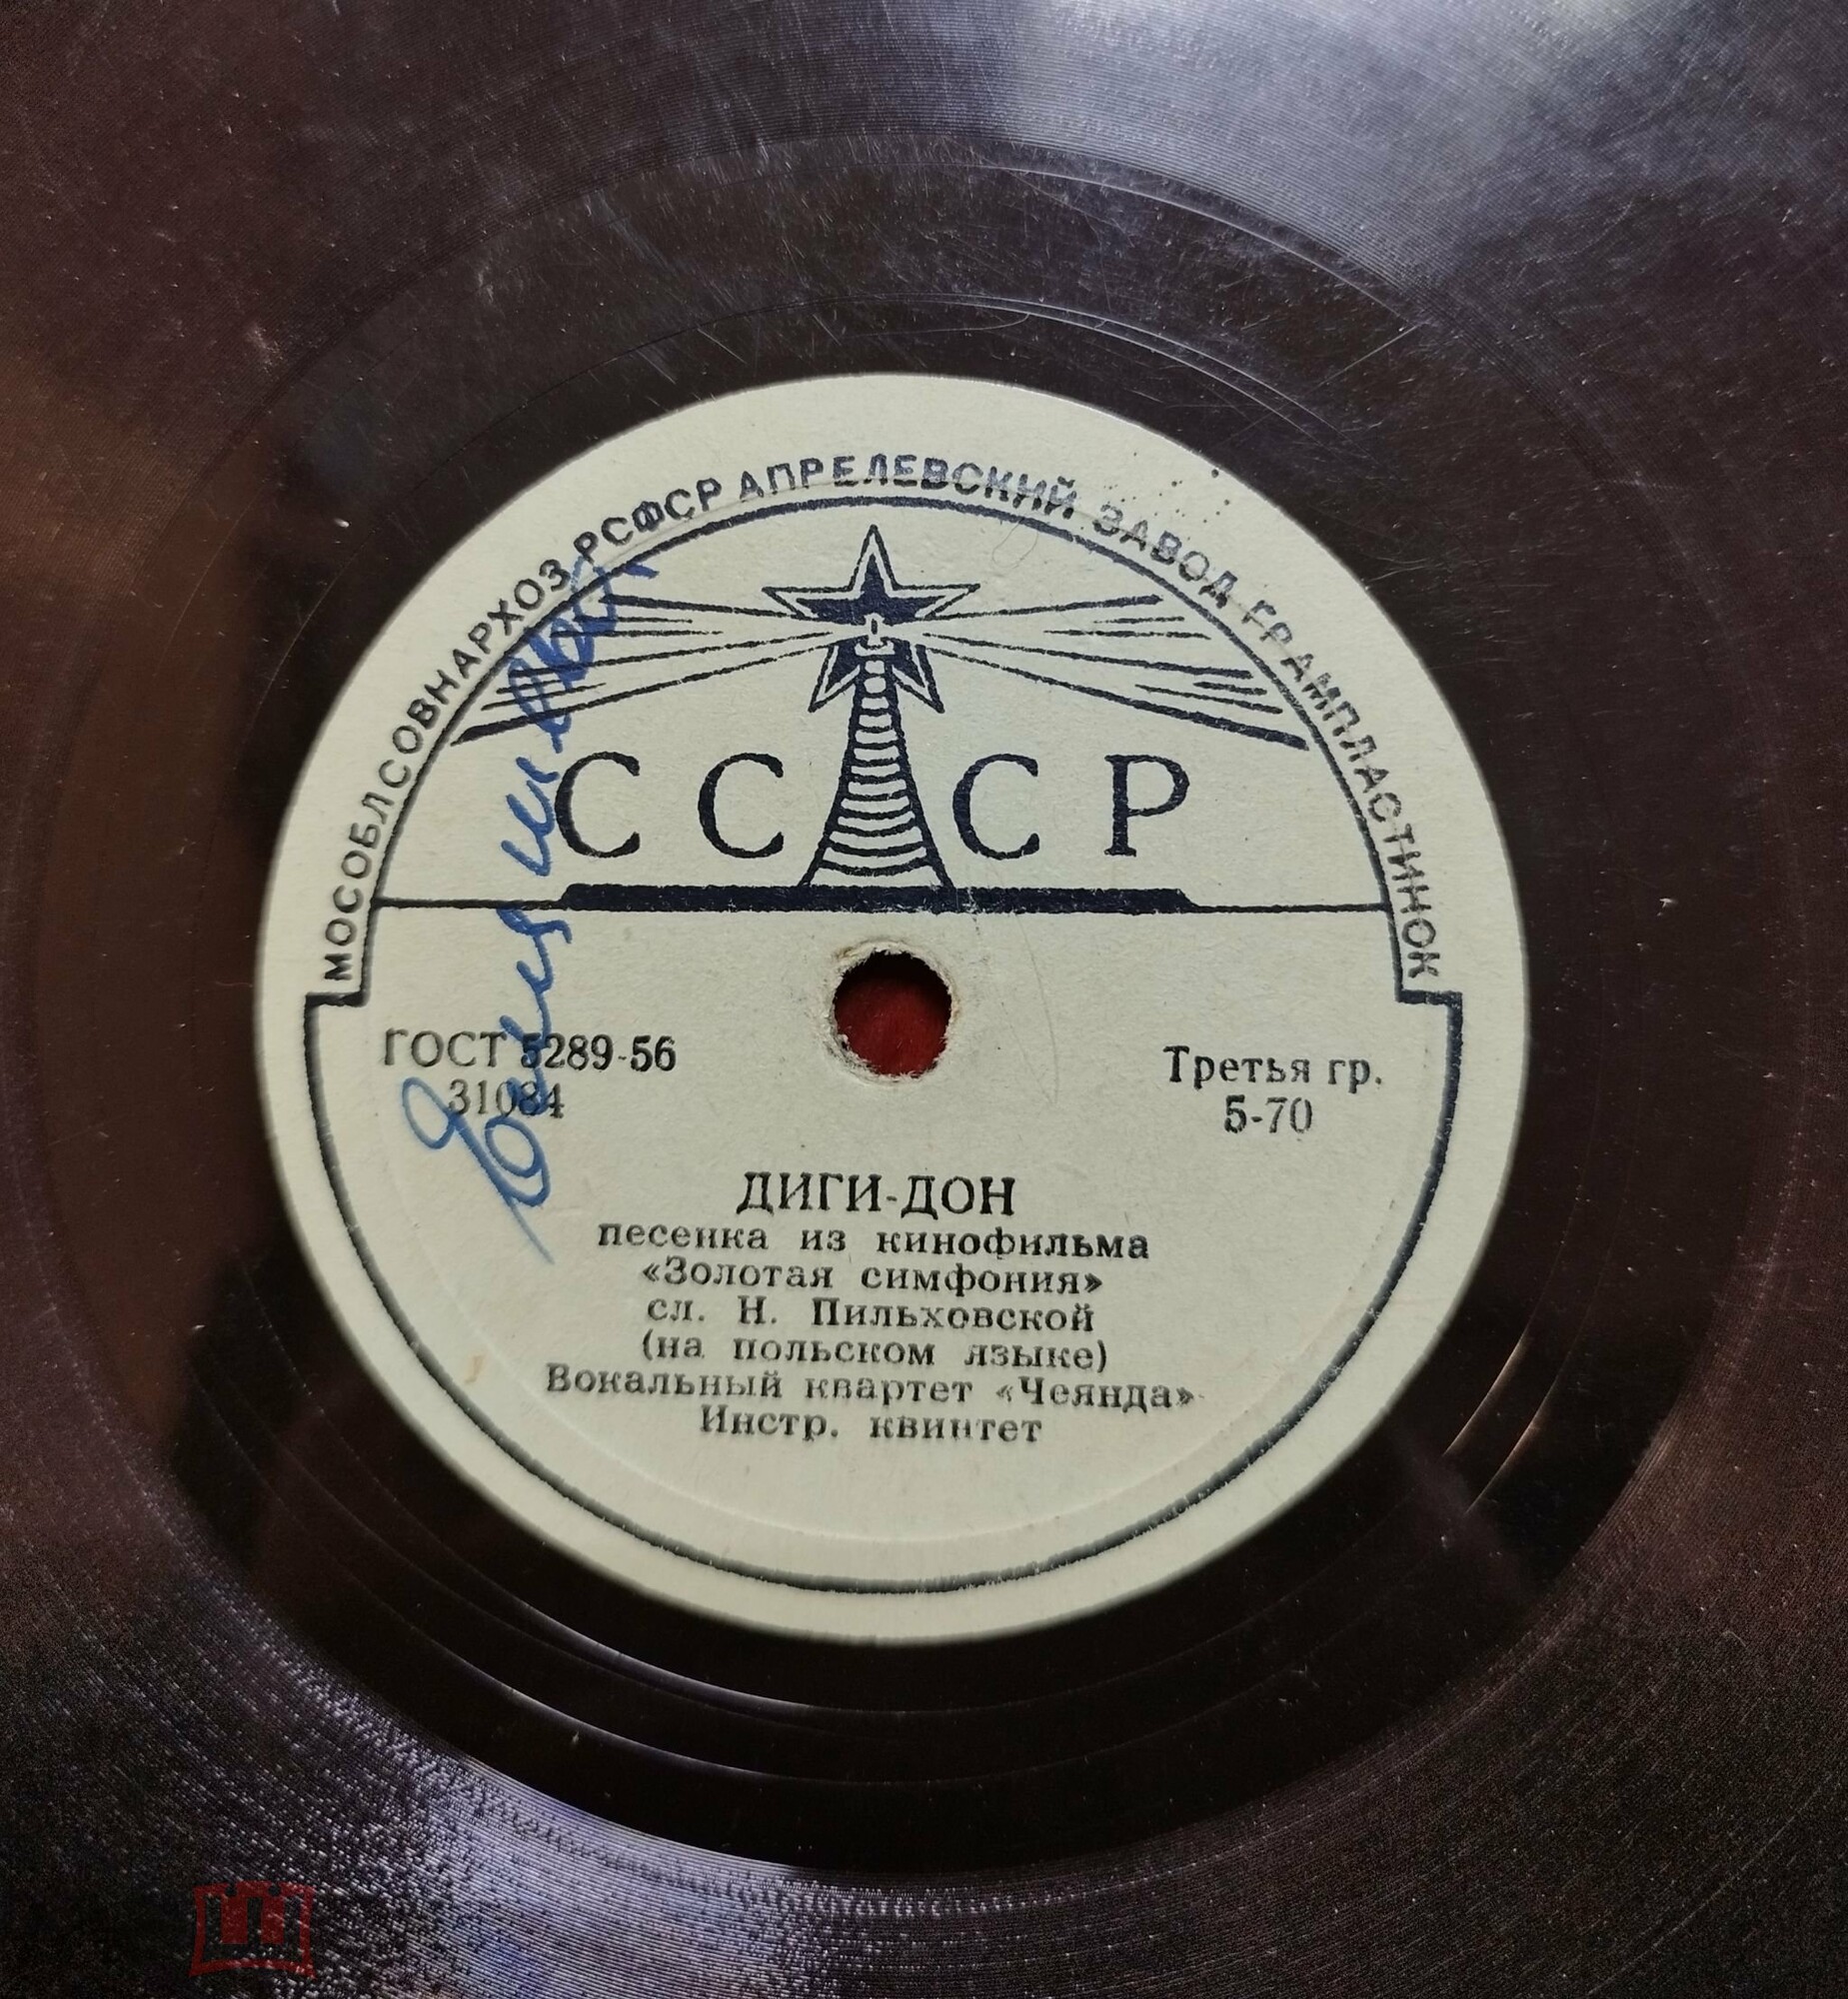 МОСОБЛСОВНАРХОЗ РСФСР АПРЕЛЕВСКИЙ ЗАВОД ГРАМПЛАСТИНОК
СССР
ГОСТ 5289-56
31084
Третья гр.
5-70
ДИГИ-ДОН
песенка из кинофильма
«Золотая симфония»
сл. Н. Пильховской
(на польском языке)
Вокальный квартет «Чеянда»
Инстр. квинтет